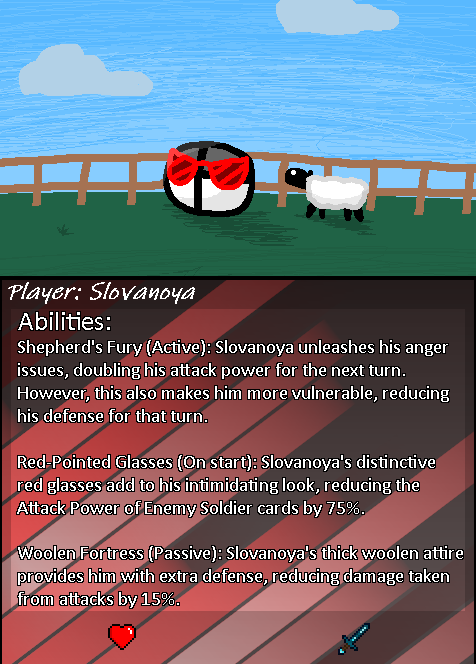 Player: Slovanoya
Abilities:
Shepherd's Fury (Active): Slovanoya unleashes his anger
issues, doubling his attack power for the next turn.
However, this also makes him more vulnerable, reducing
his defense for that turn.
Red-Pointed Glasses (On start): Slovanoya's distinctive
red glasses add to his intimidating look, reducing the
Attack Power of Enemy Soldier cards by 75%.
Woolen Fortress (Passive): Slovanoya's thick woolen attire
provides him with extra defense, reducing damage taken
from attacks by 15%.